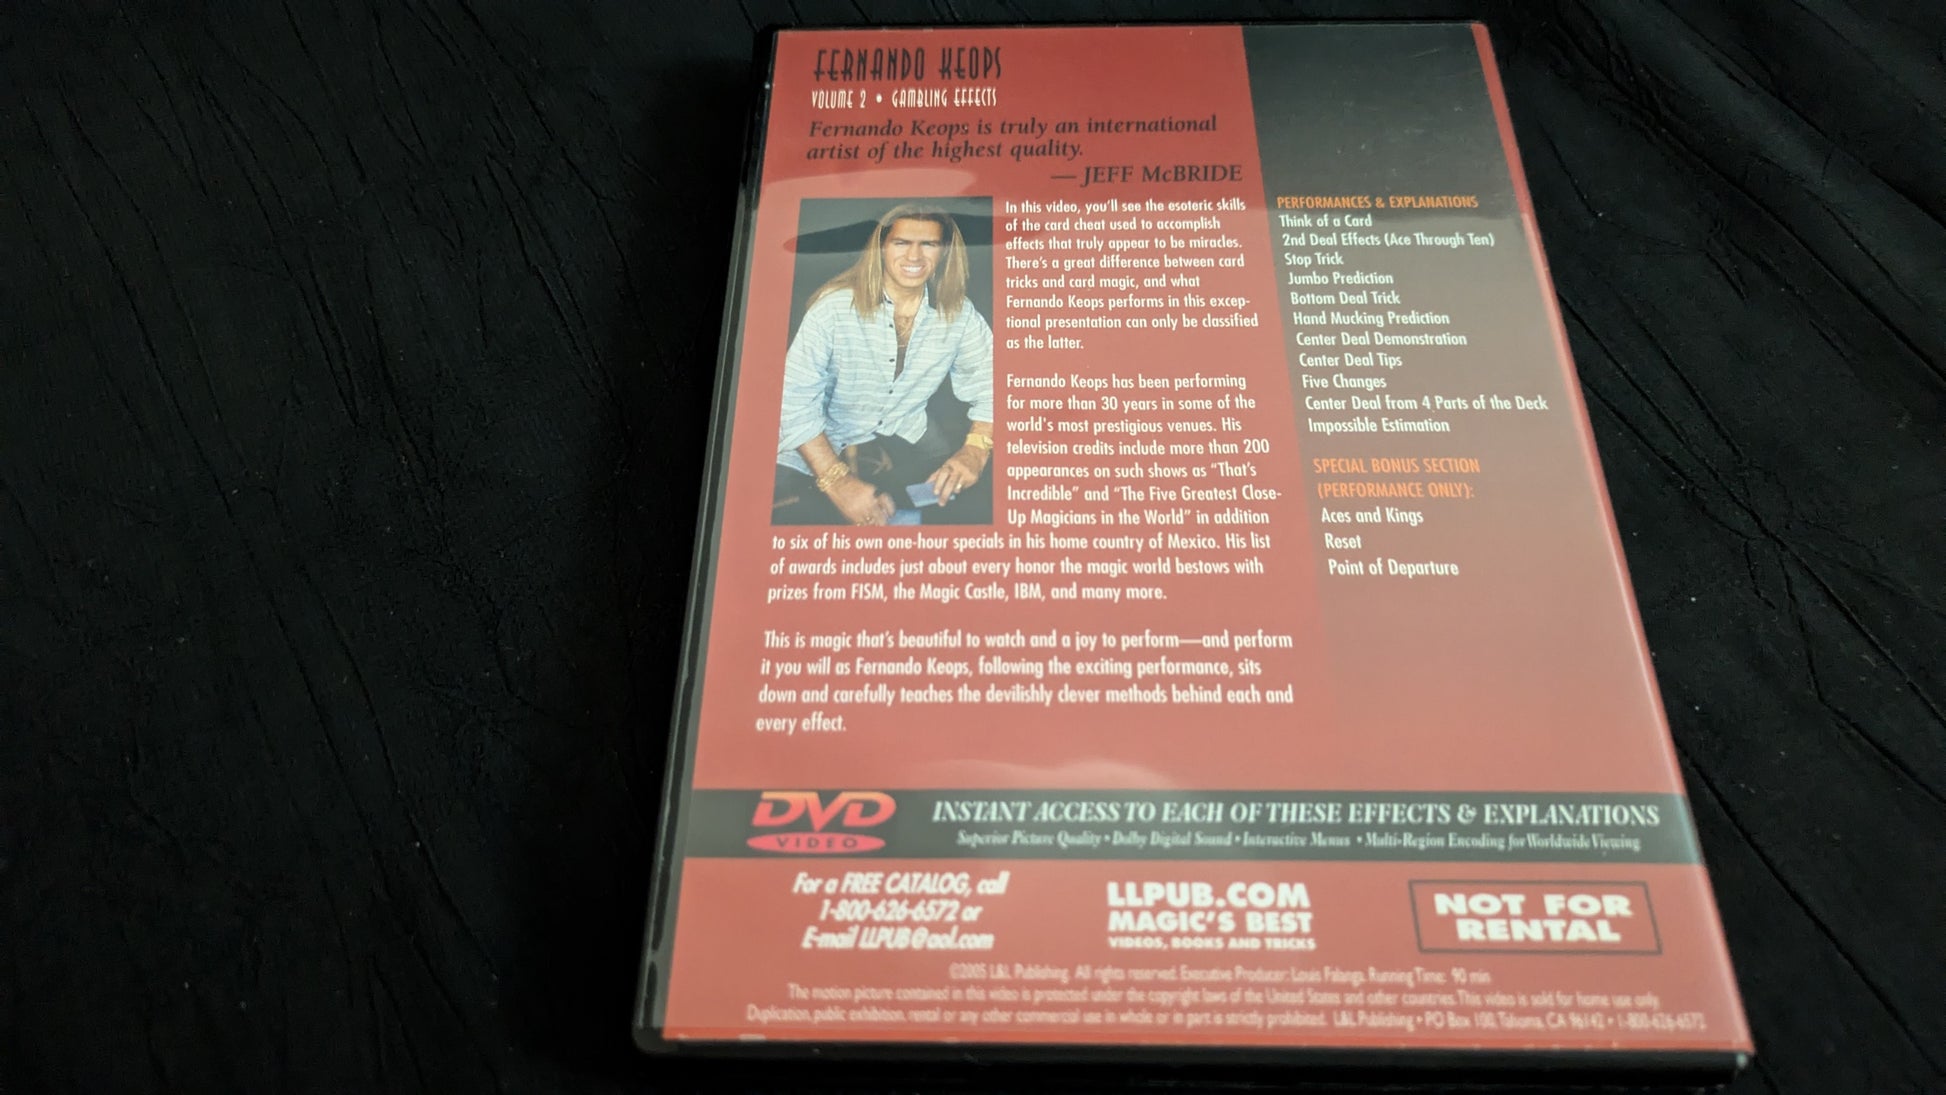 FERNANDO KEOPS
VOLUME 2 • GAMBLING EFFECTS
Fernando Keops is truly an international
artist of the highest quality.
— JEFF McBRIDE
In this video, you'll see the esoteric skills
of the card cheat used to accomplish
effects that truly appear to be miracles.
There's a great difference between card
tricks and card magic, and what
Fernando Keops performs in this excep-
tional presentation can only be classified
as the latter.
Fernando Keops has been performing
for more than 30 years in some of the
world's most prestigious venues. His
television credits include more than 200
appearances on such shows as "That's
Incredible" and "The Five Greatest Close-
Up Magicians in the World" in addition
to six of his own one-hour specials in his home country of Mexico. His list
of awards includes just about every honor the magic world bestows with
prizes from FISM, the Magic Castle, IBM, and many more.
This is magic that's beautiful to watch and a joy to perform—and perform
it you will as Fernando Keops, following the exciting performance, sits
down and carefully teaches the devilishly clever methods behind each and
every effect.
PERFORMANCES & EXPLANATIONS
Think of a Card
2nd Deal Effects (Ace Through Ten)
Stop Trick
Jumbo Prediction
Bottom Deal Trick
Hand Mucking Prediction
Center Deal Demonstration
Center Deal Tips
Five Changes
Center Deal from 4 Parts of the Deck
Impossible Estimation
SPECIAL BONUS SECTION
(PERFORMANCE ONLY):
Aces and Kings
Reset
Point of Departure
DVD
VIDEO
INSTANT ACCESS TO EACH OF THESE EFFECTS & EXPLANATIONS
Superior Picture Quality • Dolby Digital Sound • Interactive Menus • Multi-Region Encoding for Worldwide Viewing
For a FREE CATALOG, call
1-800-626-6572 or
E-mail LLPUB@aol.com
LLPUB.COM
MAGIC'S BEST
VIDEOS, BOOKS AND TRICKS
NOT FOR
RENTAL
©2005 L&L Publishing. All rights reserved. Executive Producer: Louis Falanga. Running Time: 90 min
The motion picture contained in this video is protected under the copyright laws of the United States and other countries. This video is sold for home use only.
Duplication, public exhibition, rental or any other commercial use in whole or in part is strictly prohibited. L&L Publishing • PO Box 100, Tahoma, CA 96142 • 1-800-626-6572